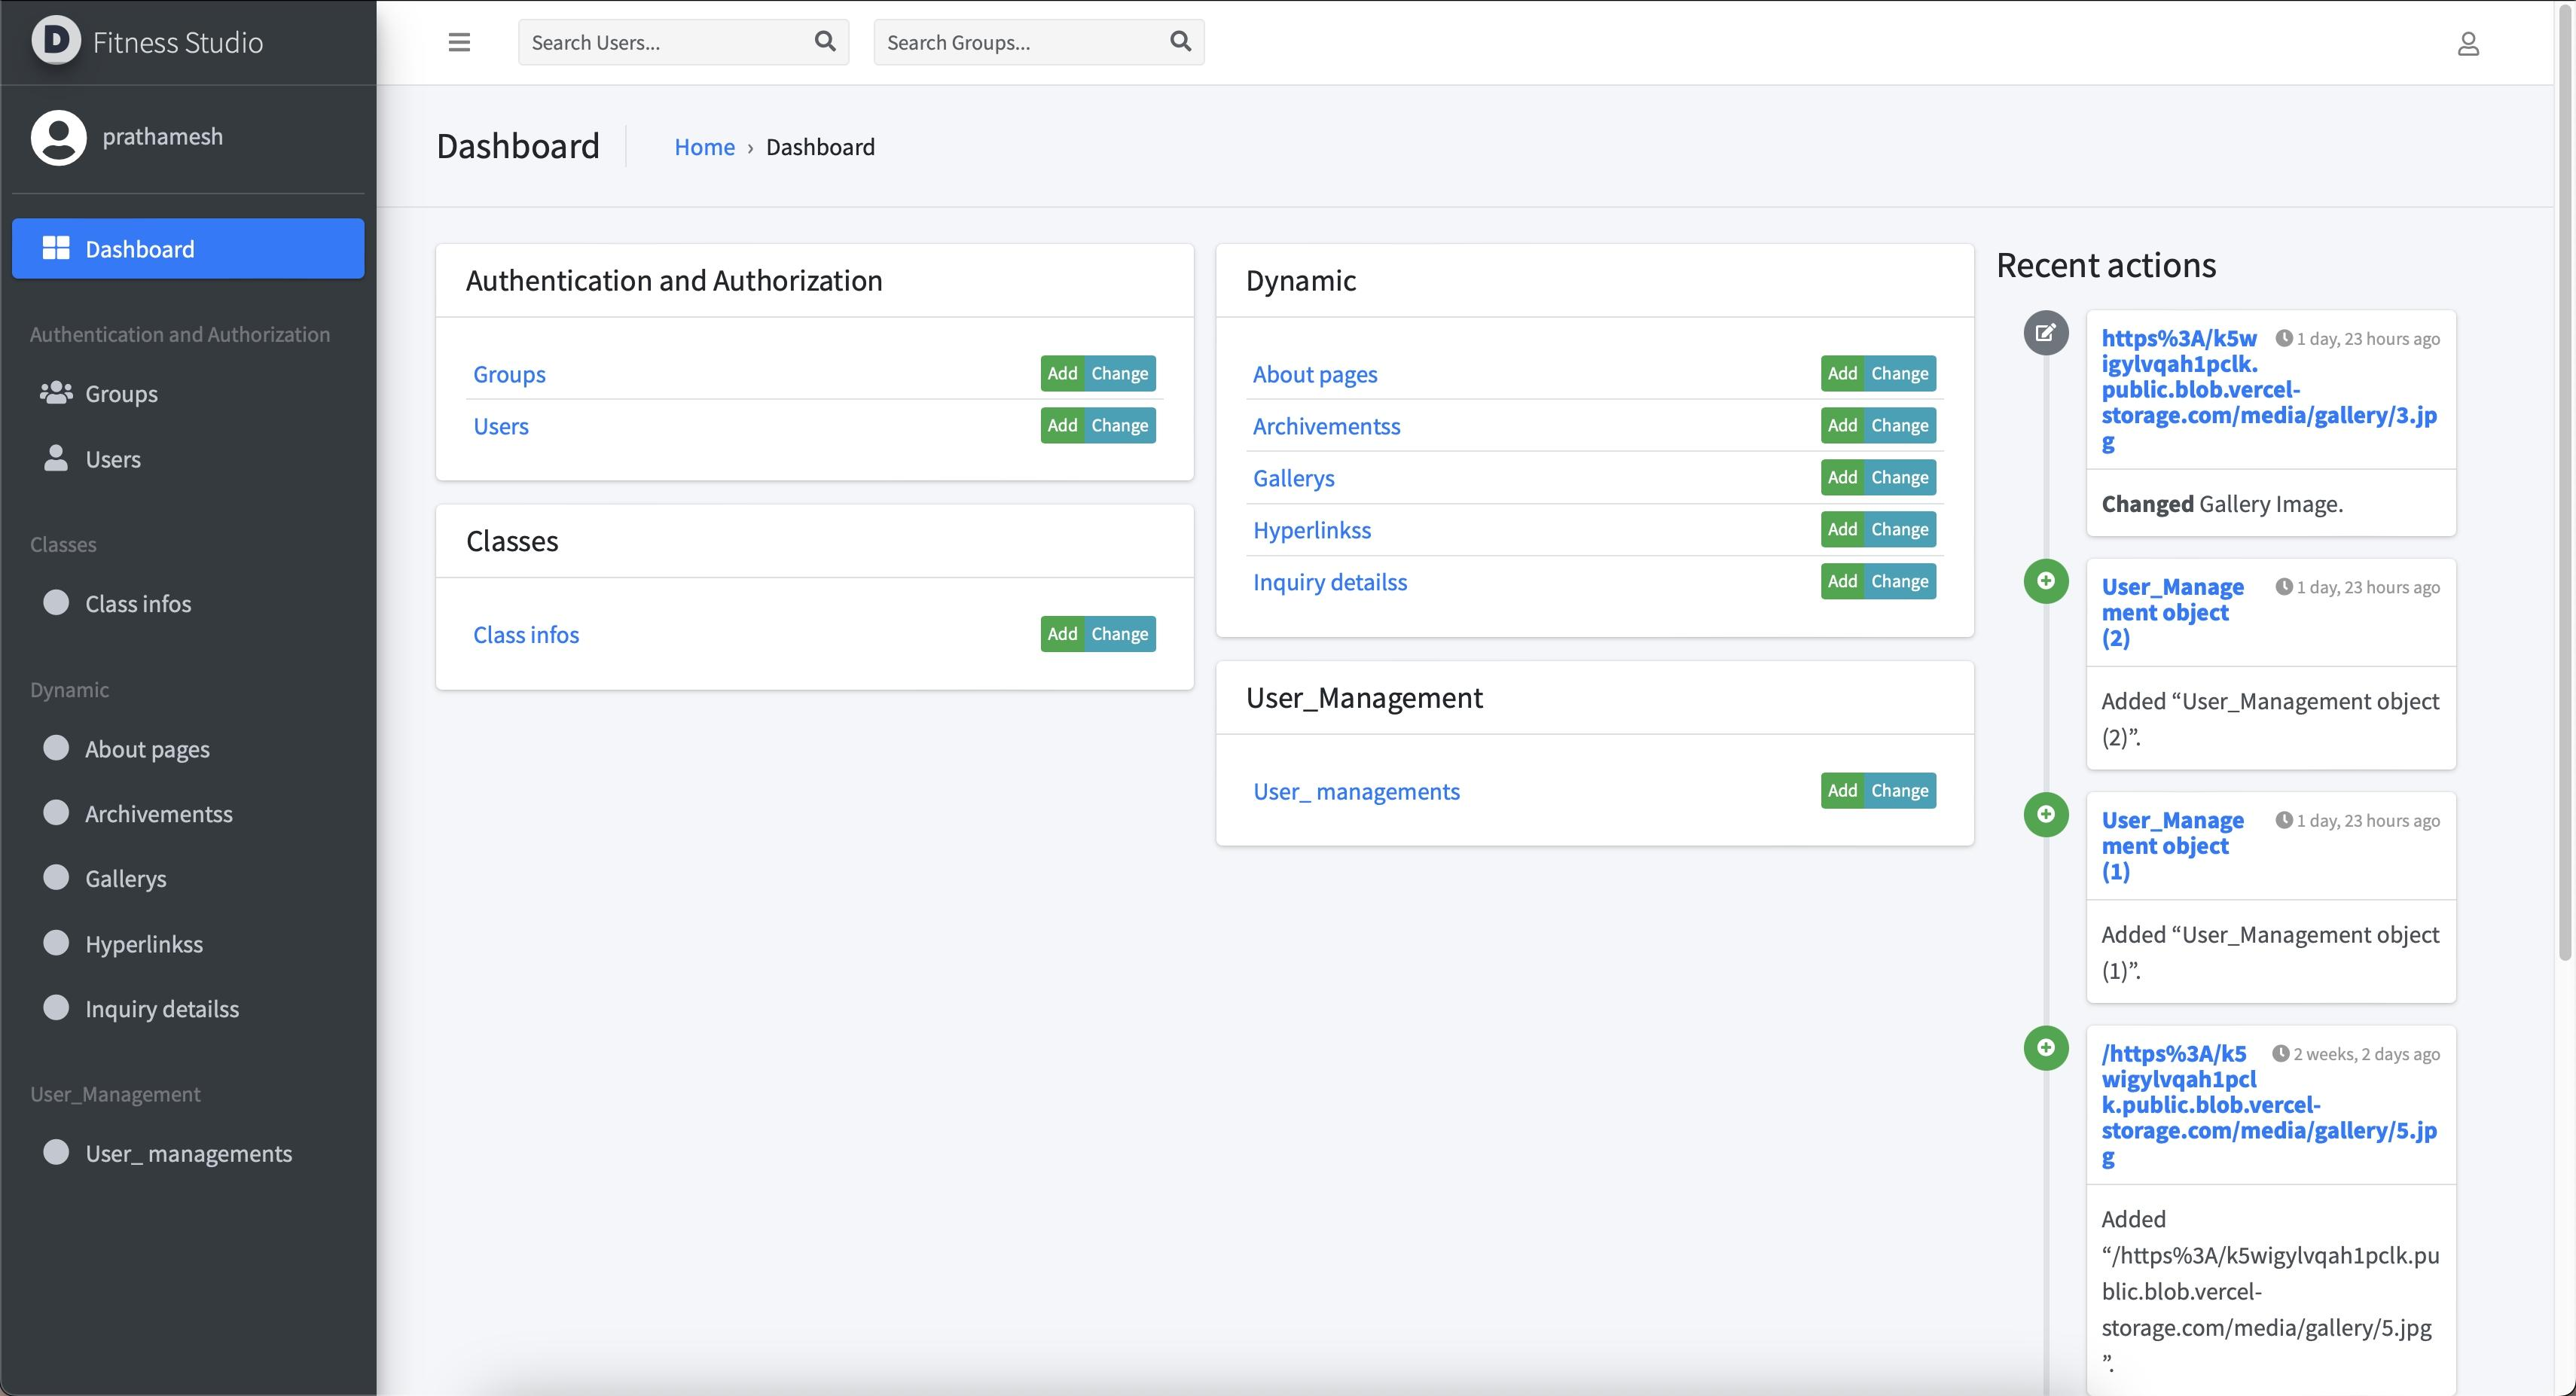 D Fitness Studio
prathamesh
Dashboard
Authentication and Authorization
Groups
Users
Classes
Class infos
Dynamic
About pages
Archivementss
Gallerys
Hyperlinkss
Inquiry detailss
User_Management
User_ managements
Search Users...
Search Groups...
Dashboard
Home › Dashboard
Authentication and Authorization
Groups Add Change
Users Add Change
Classes
Class infos Add Change
Dynamic
About pages Add Change
Archivementss Add Change
Gallerys Add Change
Hyperlinkss Add Change
Inquiry detailss Add Change
User_Management
User_ managements Add Change
Recent actions
https%3A/k5w 1 day, 23 hours ago
igylvqah1pclk.
public.blob.vercel-
storage.com/media/gallery/3.jp
g
Changed Gallery Image.
User_Manage 1 day, 23 hours ago
ment object
(2)
Added “User_Management object
(2)”.
User_Manage 1 day, 23 hours ago
ment object
(1)
Added “User_Management object
(1)”.
/https%3A/k5 2 weeks, 2 days ago
wigylvqah1pcl
k.public.blob.vercel-
storage.com/media/gallery/5.jp
g
Added
“/https%3A/k5wigylvqah1pclk.pu
blic.blob.vercel-
storage.com/media/gallery/5.jpg
”.